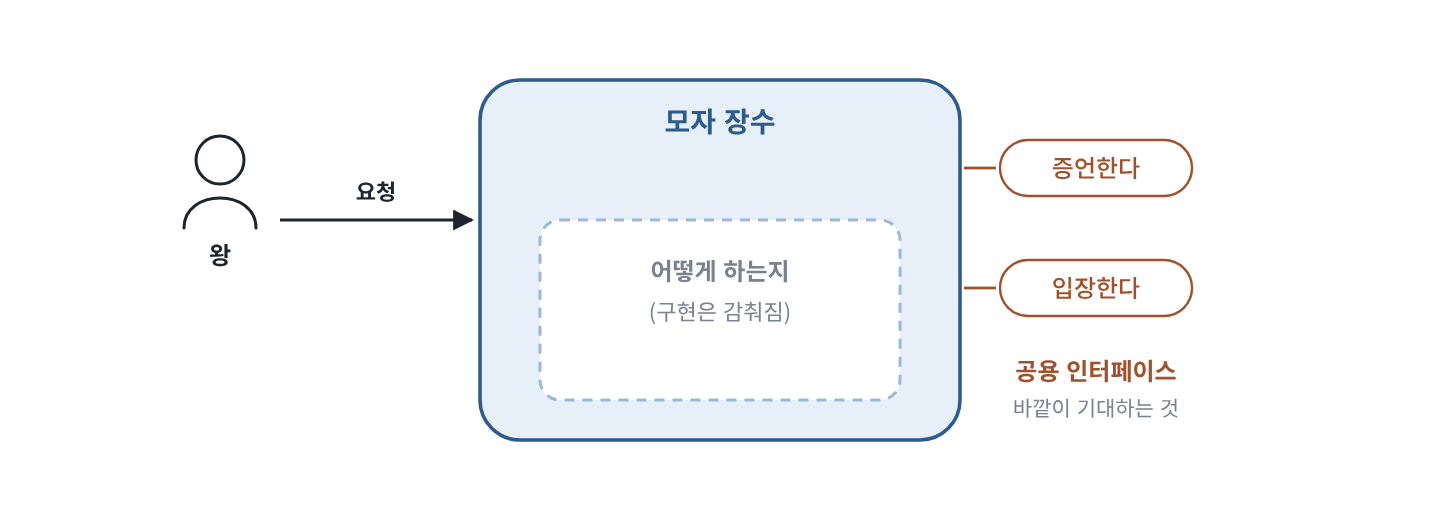 모자 장수
요청
왕
어떻게 하는지
(구현은 감춰짐)
증언한다
입장한다
공용 인터페이스
바깥이 기대하는 것